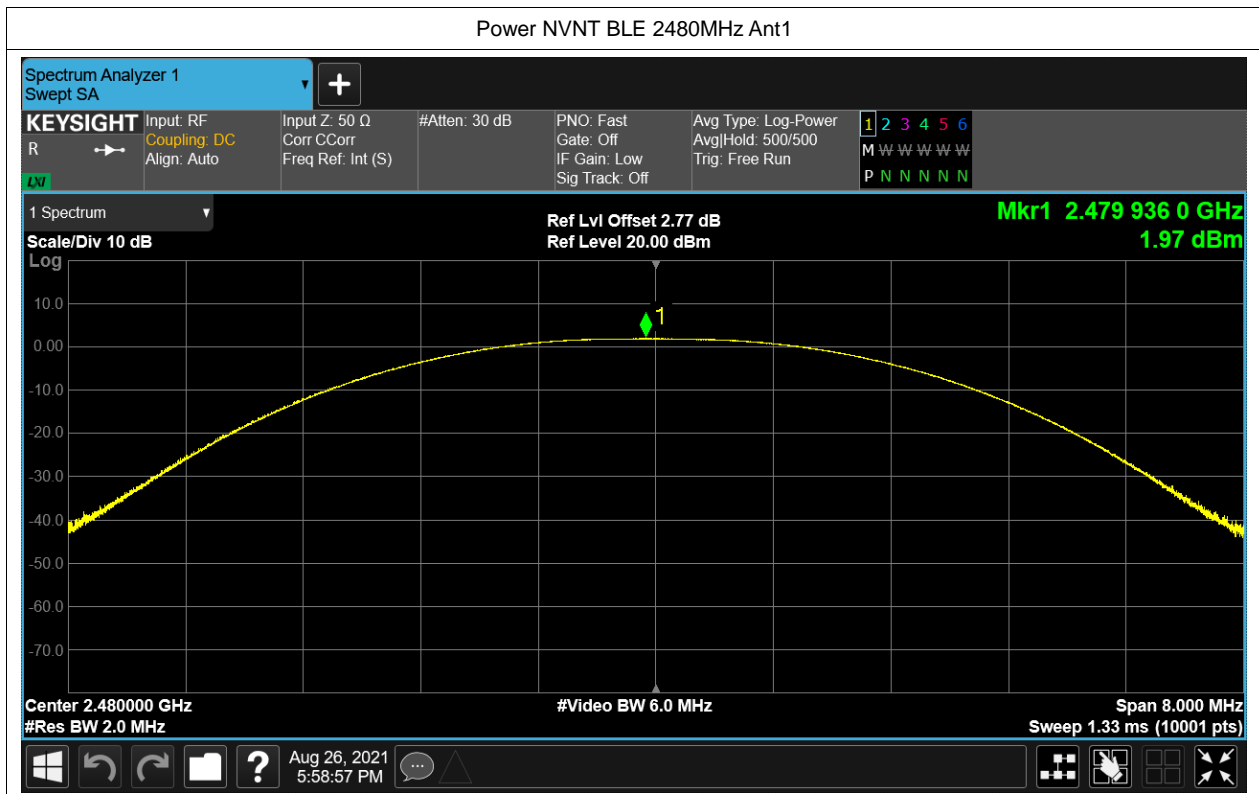 Power NVNT BLE 2480MHz Ant1
Spectrum Analyzer 1
Swept SA
KEYSIGHT
R
LXI
Input: RF
Coupling: DC
Align: Auto
Input Z: 50 Ω
Corr CCorr
Freq Ref: Int (S)
#Atten: 30 dB
PNO: Fast
Gate: Off
IF Gain: Low
Sig Track: Off
Avg Type: Log-Power
Avg|Hold: 500/500
Trig: Free Run
1 2 3 4 5 6
M W W W W W
P N N N N N
1 Spectrum
Scale/Div 10 dB
Ref Lvl Offset 2.77 dB
Ref Level 20.00 dBm
Mkr1 2.479 936 0 GHz
1.97 dBm
Log
10.0
0.00
-10.0
-20.0
-30.0
-40.0
-50.0
-60.0
-70.0
1
Center 2.480000 GHz
#Res BW 2.0 MHz
#Video BW 6.0 MHz
Span 8.000 MHz
Sweep 1.33 ms (10001 pts)
?
Aug 26, 2021
5:58:57 PM